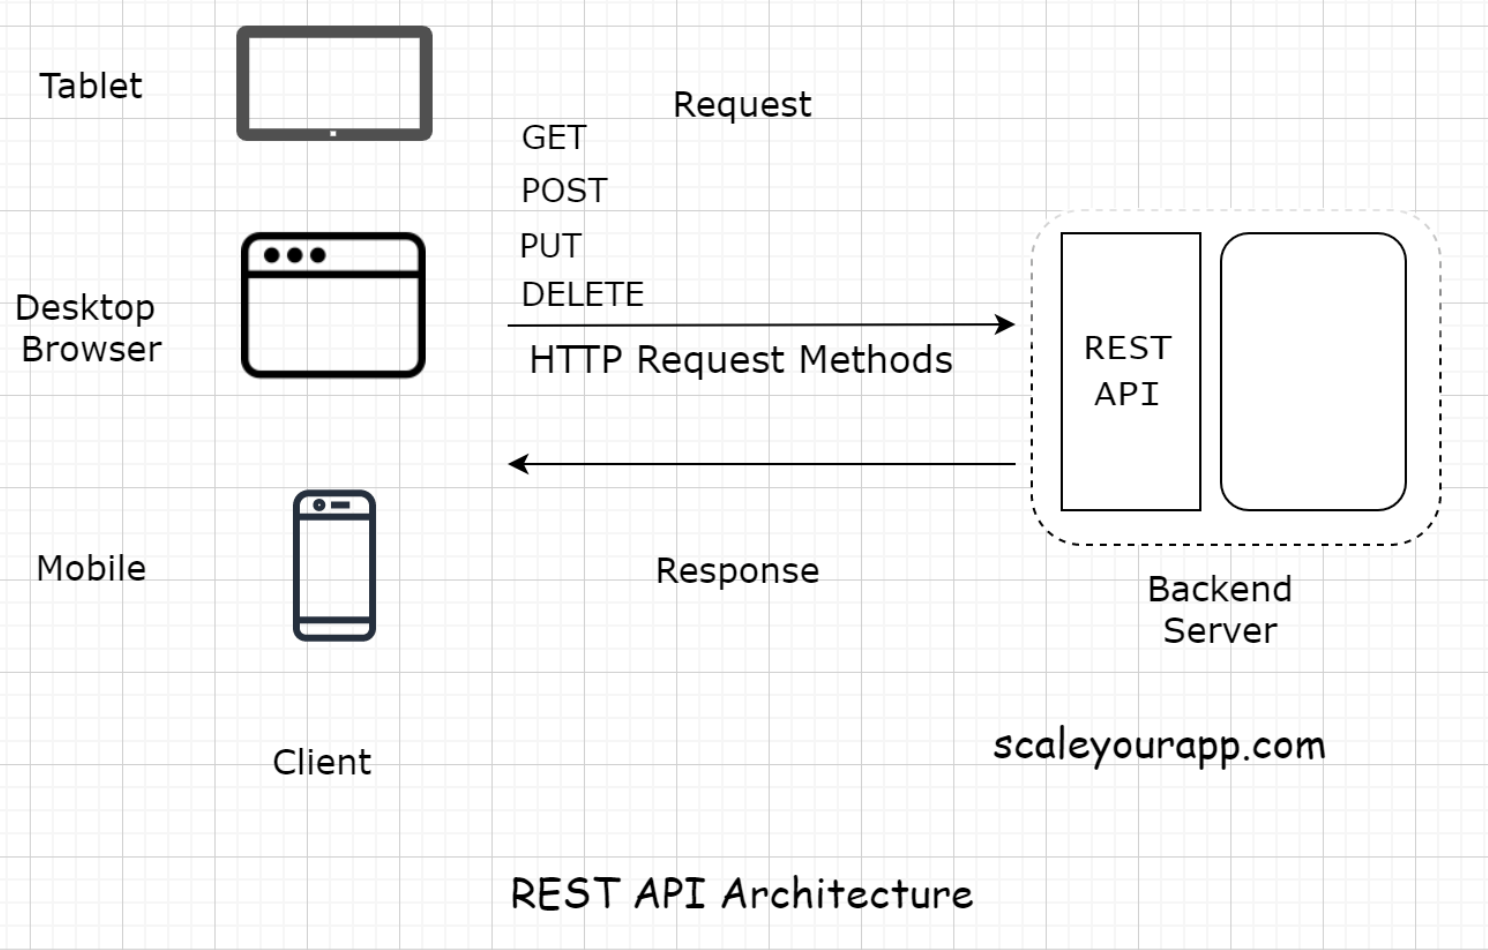 Tablet
Request
GET
POST
PUT
DELETE
Desktop
Browser
HTTP Request Methods
REST
API
Mobile
Response
Backend
Server
Client
scaleyourapp.com
REST API Architecture